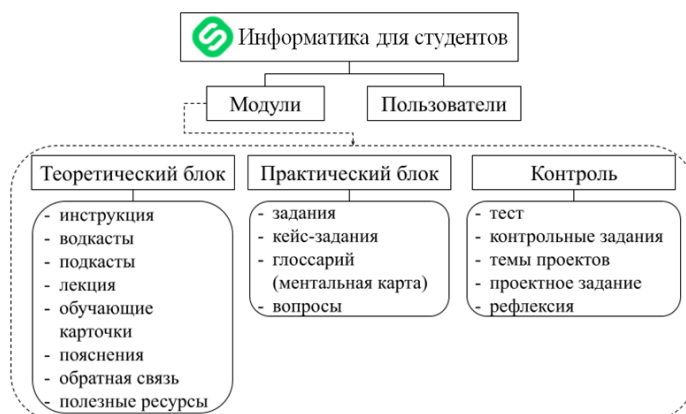 Информатика для студентов
Модули
Пользователи
Теоретический блок
- инструкция
- водкасты
- подкасты
- лекция
- обучающие
карточки
- пояснения
- обратная связь
- полезные ресурсы
Практический блок
- задания
- кейс-задания
- глоссарий
(ментальная карта)
- вопросы
Контроль
- тест
- контрольные задания
- темы проектов
- проектное задание
- рефлексия